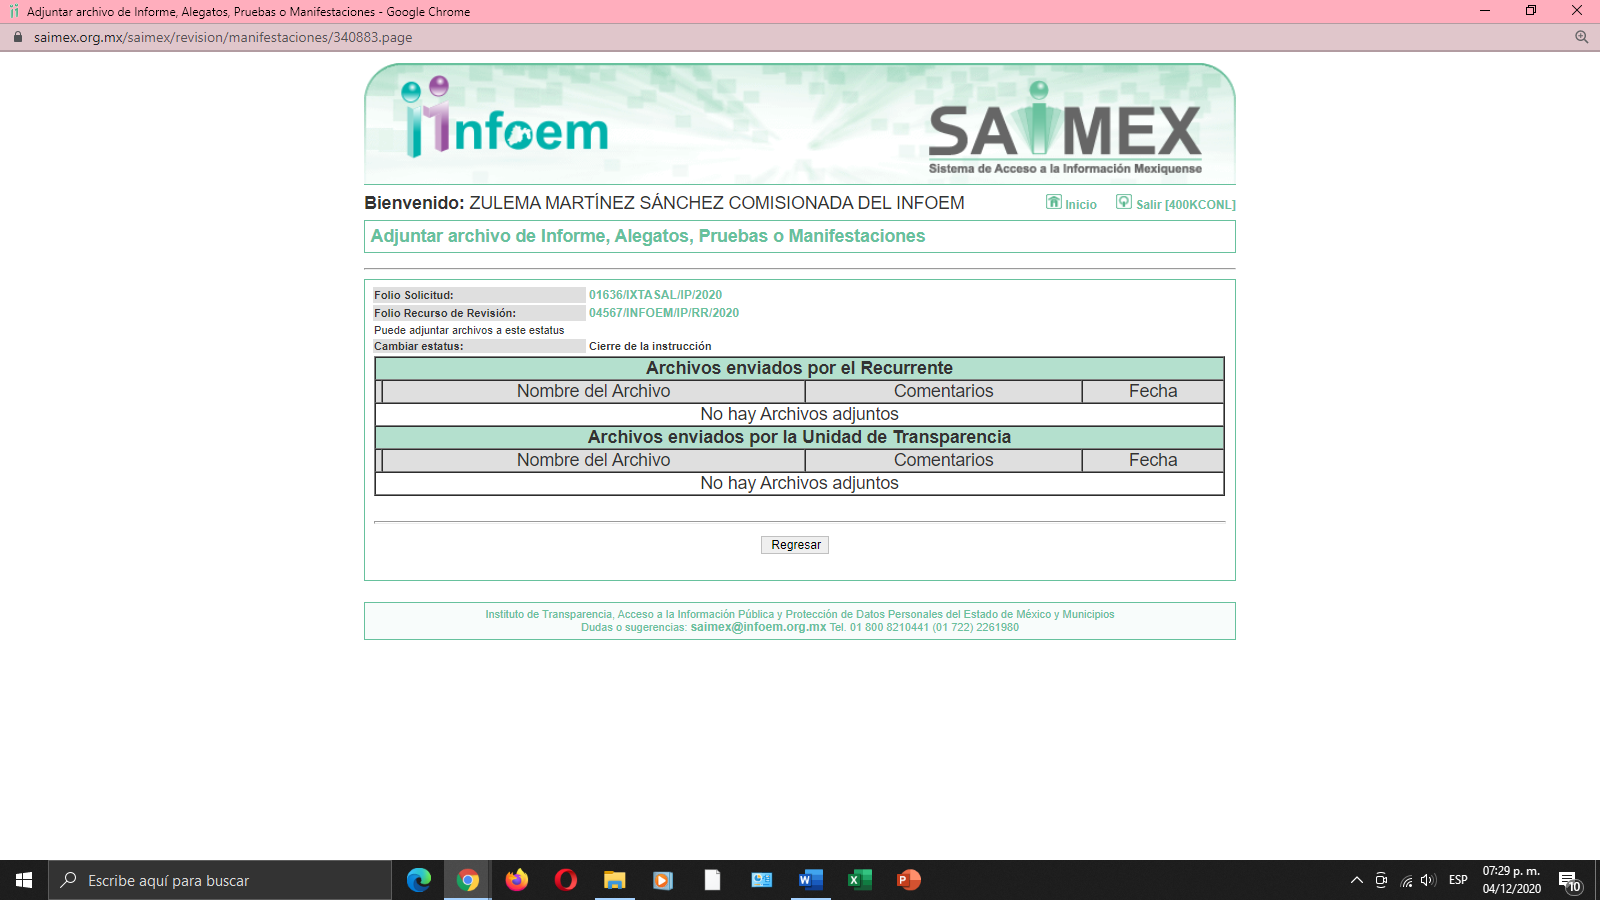 Adjuntar archivo de Informe, Alegatos, Pruebas o Manifestaciones - Google Chrome
saimex.org.mx/saimex/revision/manifestaciones/340883.page
infoem
SAiMEX
Sistema de Acceso a la Información Mexiquense
Bienvenido: ZULEMA MARTÍNEZ SÁNCHEZ COMISIONADA DEL INFOEM Inicio Salir [400KCONL]
Adjuntar archivo de Informe, Alegatos, Pruebas o Manifestaciones
Folio Solicitud: 01636/IXTASAL/IP/2020
Folio Recurso de Revisión: 04567/INFOEM/IP/RR/2020
Puede adjuntar archivos a este estatus
Cambiar estatus: Cierre de la instrucción
Archivos enviados por el Recurrente
Nombre del Archivo Comentarios Fecha
No hay Archivos adjuntos
Archivos enviados por la Unidad de Transparencia
Nombre del Archivo Comentarios Fecha
No hay Archivos adjuntos
Regresar
Instituto de Transparencia, Acceso a la Información Pública y Protección de Datos Personales del Estado de México y Municipios
Dudas o sugerencias: saimex@infoem.org.mx Tel. 01 800 8210441 (01 722) 2261980
Escribe aquí para buscar
ESP
07:29 p. m.
04/12/2020
10